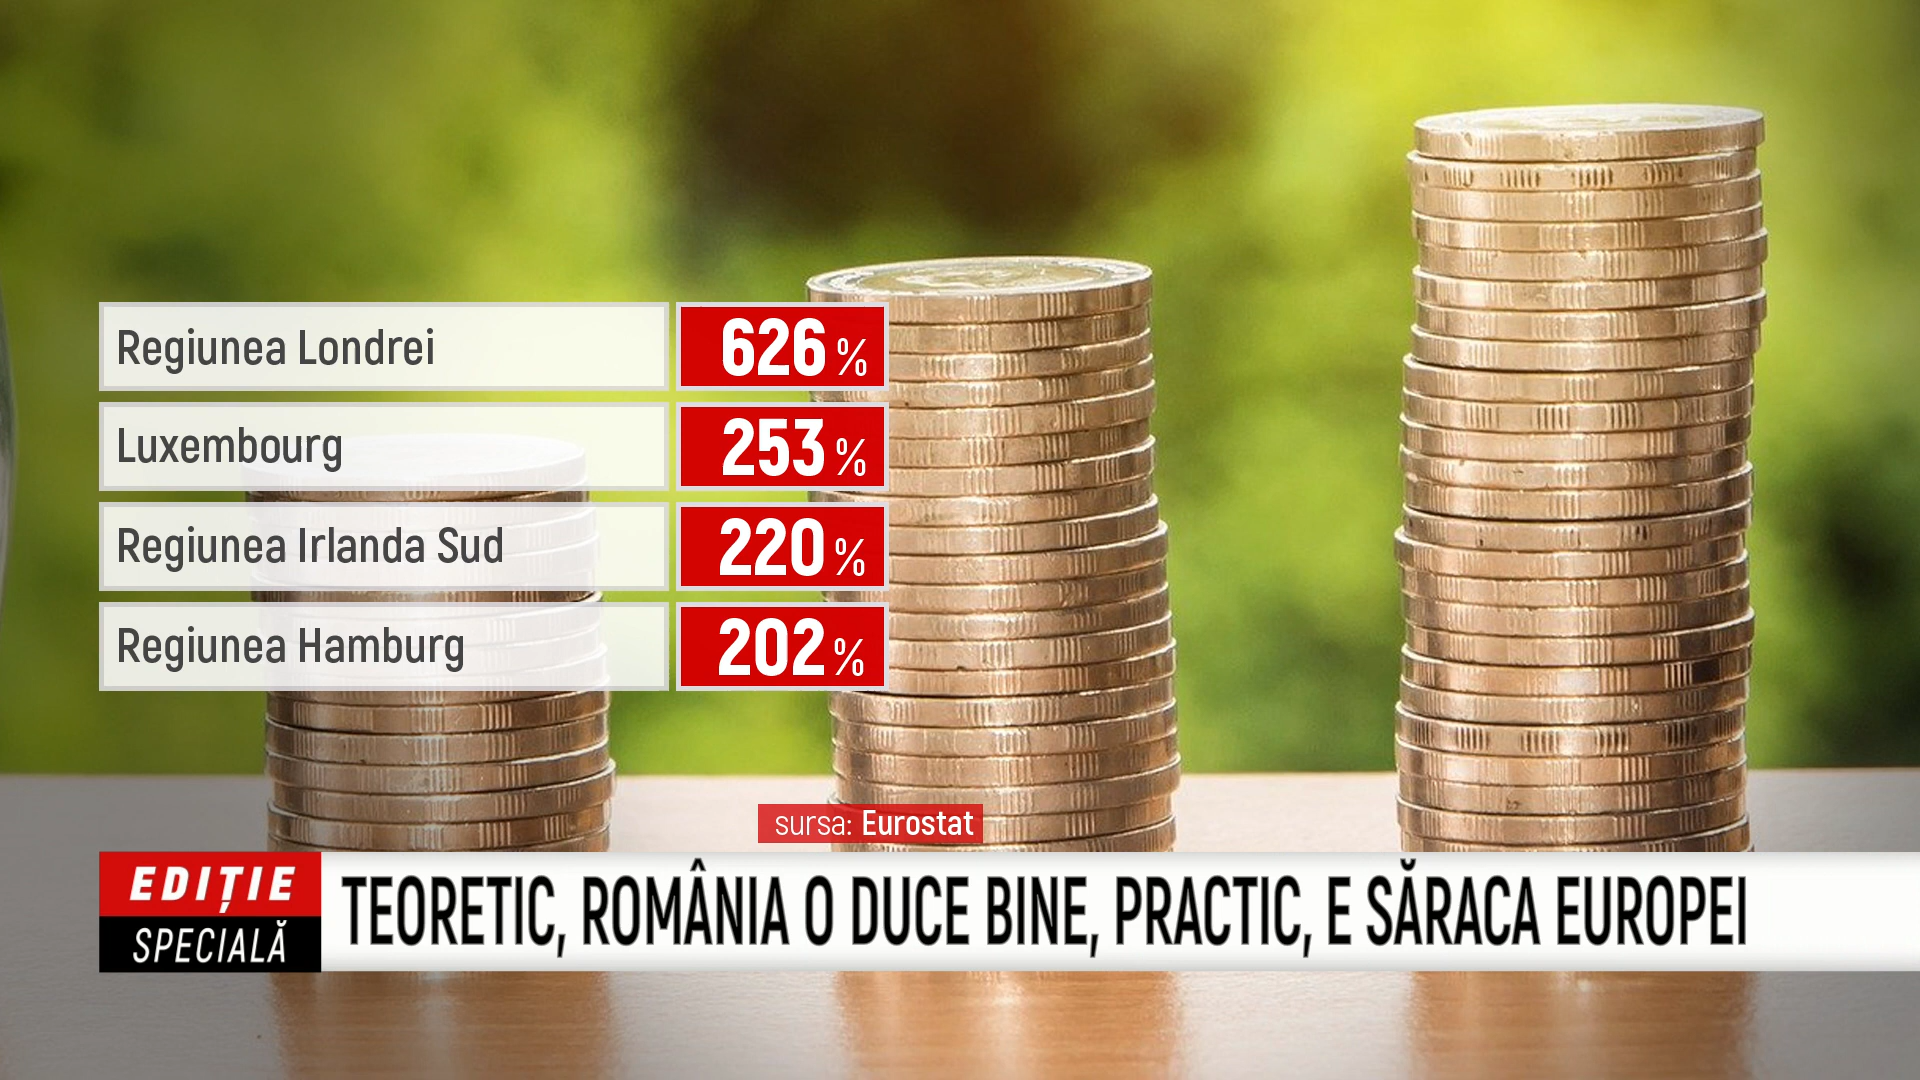 Regiunea Londrei 626 %
Luxembourg 253 %
Regiunea Irlanda Sud 220 %
Regiunea Hamburg 202 %
sursa: Eurostat
EDIȚIE
SPECIALĂ
TEORETIC, ROMÂNIA O DUCE BINE, PRACTIC, E SĂRACA EUROPEI